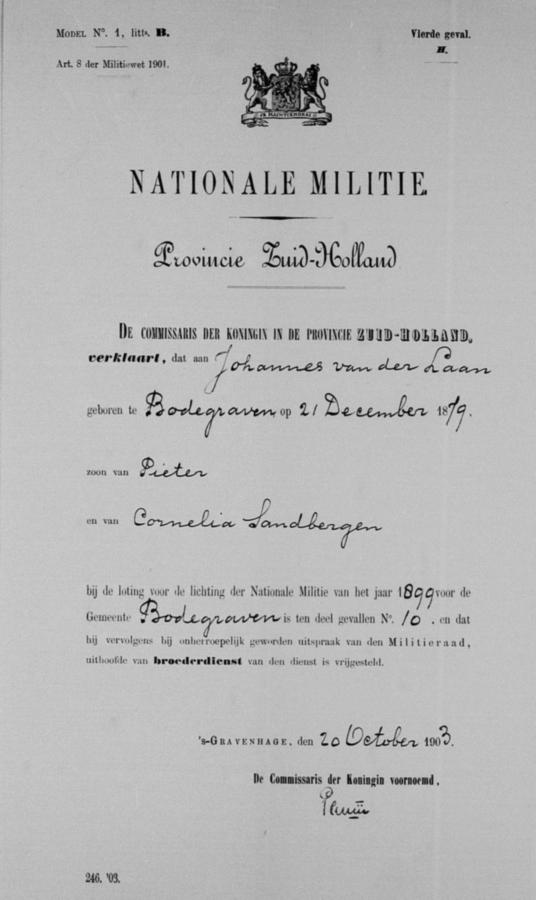 MODEL Nº. 1, litta. B.
Vierde geval.
H.
Art. 8 der Militiewet 1901.
JE MAINTIENDRAI
NATIONALE MILITIE.
Provincie Zuid-Holland
DE COMMISSARIS DER KONINGIN IN DE PROVINCIE ZUID-HOLLAND,
verklaart, dat aan Johannes van der Laan
geboren te Bodegraven, op 21 December 1879.
zoon van Pieter
en van Cornelia Sandbergen
bij de loting voor de lichting der Nationale Militie van het jaar 1899 voor de
Gemeente Bodegraven is ten deel gevallen Nº. 10. en dat
hij vervolgens bij onherroepelijk geworden uitspraak van den Militieraad,
uithoofde van broederdienst van den dienst is vrijgesteld.
's-GRAVENHAGE, den 20 October 1903.
De Commissaris der Koningin voornoemd,
246. '03.